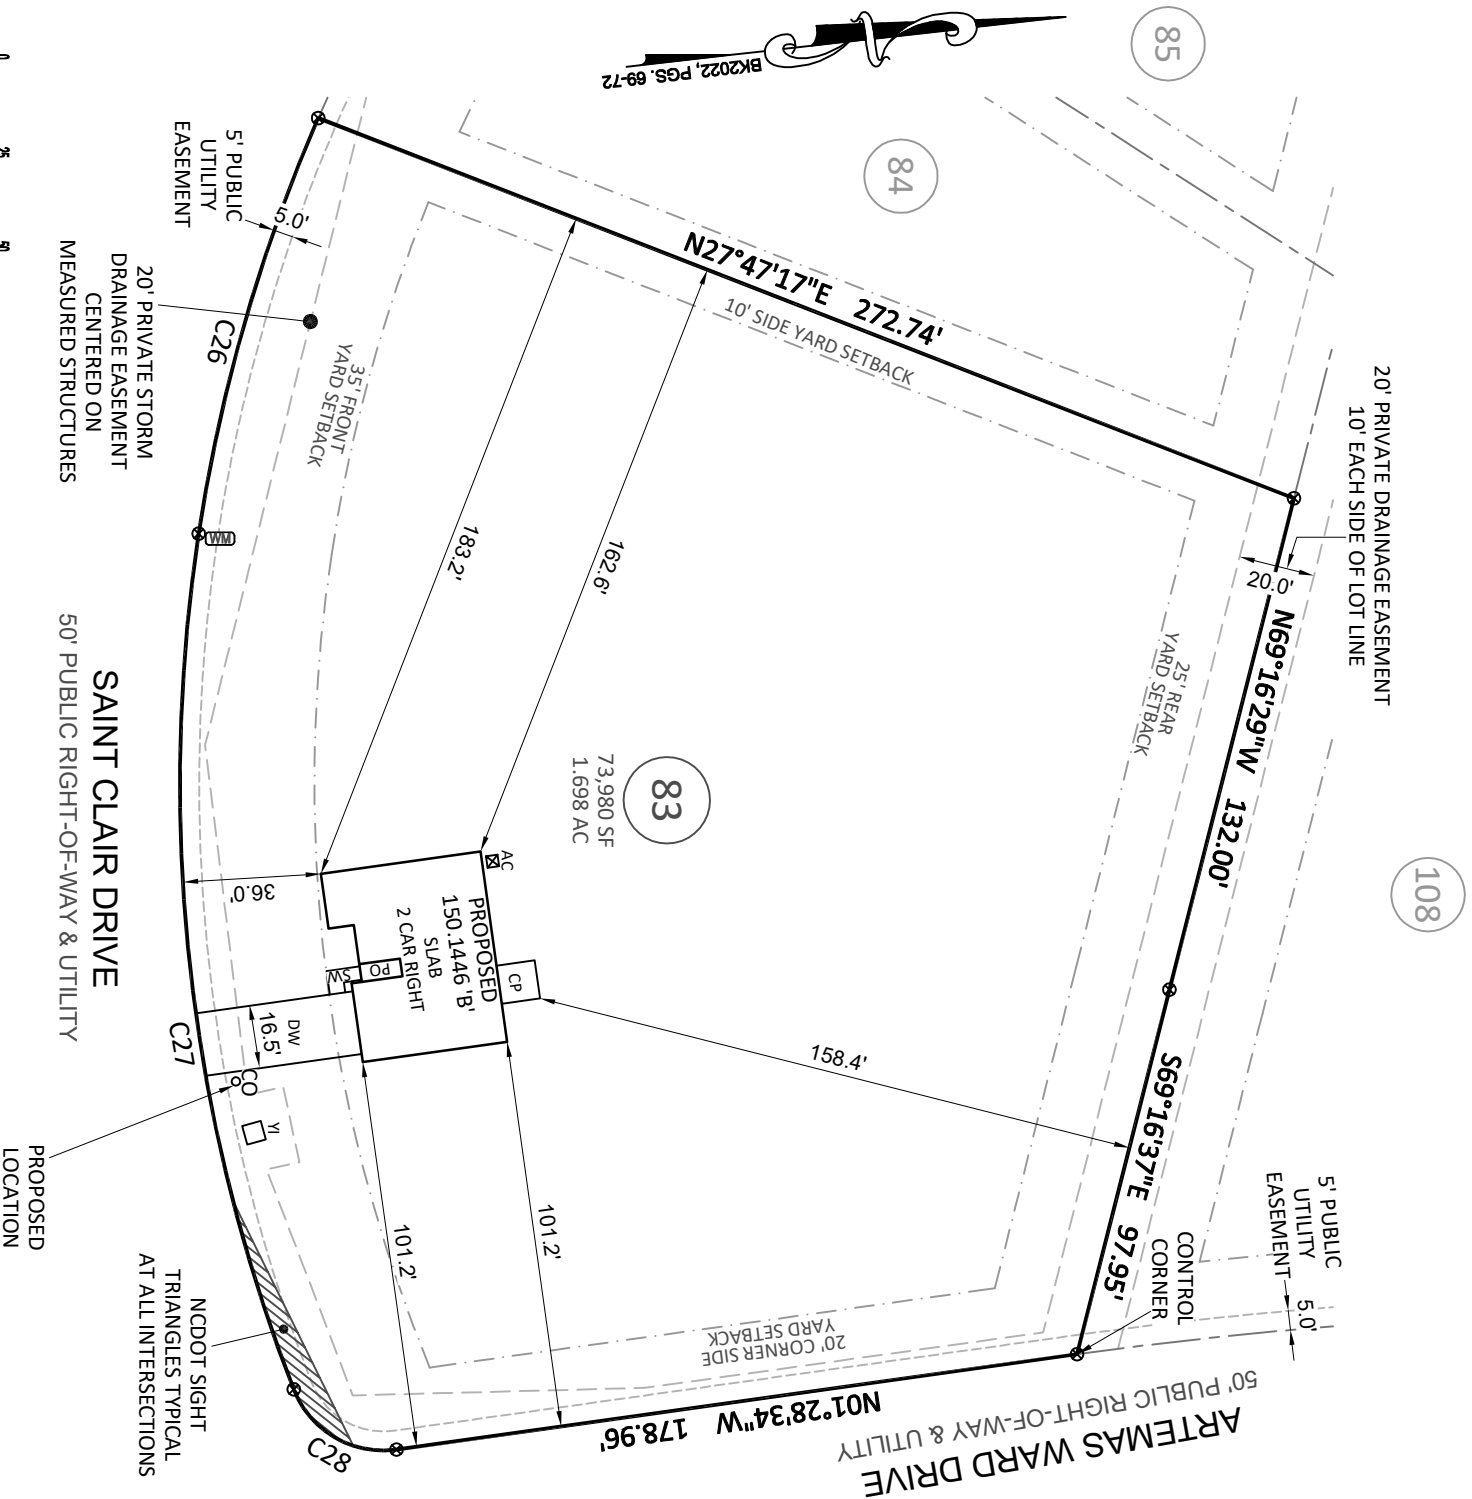 85
BK2022, PGS. 69-72
84
0
25
50
5' PUBLIC
UTILITY
EASEMENT
5.0'
N27°47'17"E 272.74'
10' SIDE YARD SETBACK
20' PRIVATE STORM
DRAINAGE EASEMENT
CENTERED ON
MEASURED STRUCTURES
C26
35' FRONT
YARD SETBACK
20' PRIVATE DRAINAGE EASEMENT
10' EACH SIDE OF LOT LINE
20.0'
N69°16'29"W 132.00'
25' REAR
YARD SETBACK
183.2'
162.6'
WM
SAINT CLAIR DRIVE
50' PUBLIC RIGHT-OF-WAY & UTILITY
83
73,980 SF
1.698 AC
108
36.0'
AC
PROPOSED
150.1446 'B'
SLAB
2 CAR RIGHT
CP
PO
SW
DW
16.5'
C27
CO
YI
158.4'
S69°16'37"E 97.95'
101.2'
101.2'
PROPOSED
LOCATION
5' PUBLIC
UTILITY
EASEMENT
5.0'
CONTROL
CORNER
20' CORNER SIDE
YARD SETBACK
NCDOT SIGHT
TRIANGLES TYPICAL
AT ALL INTERSECTIONS
C28
N01°28'34"W 178.96'
50' PUBLIC RIGHT-OF-WAY & UTILITY
ARTEMAS WARD DRIVE